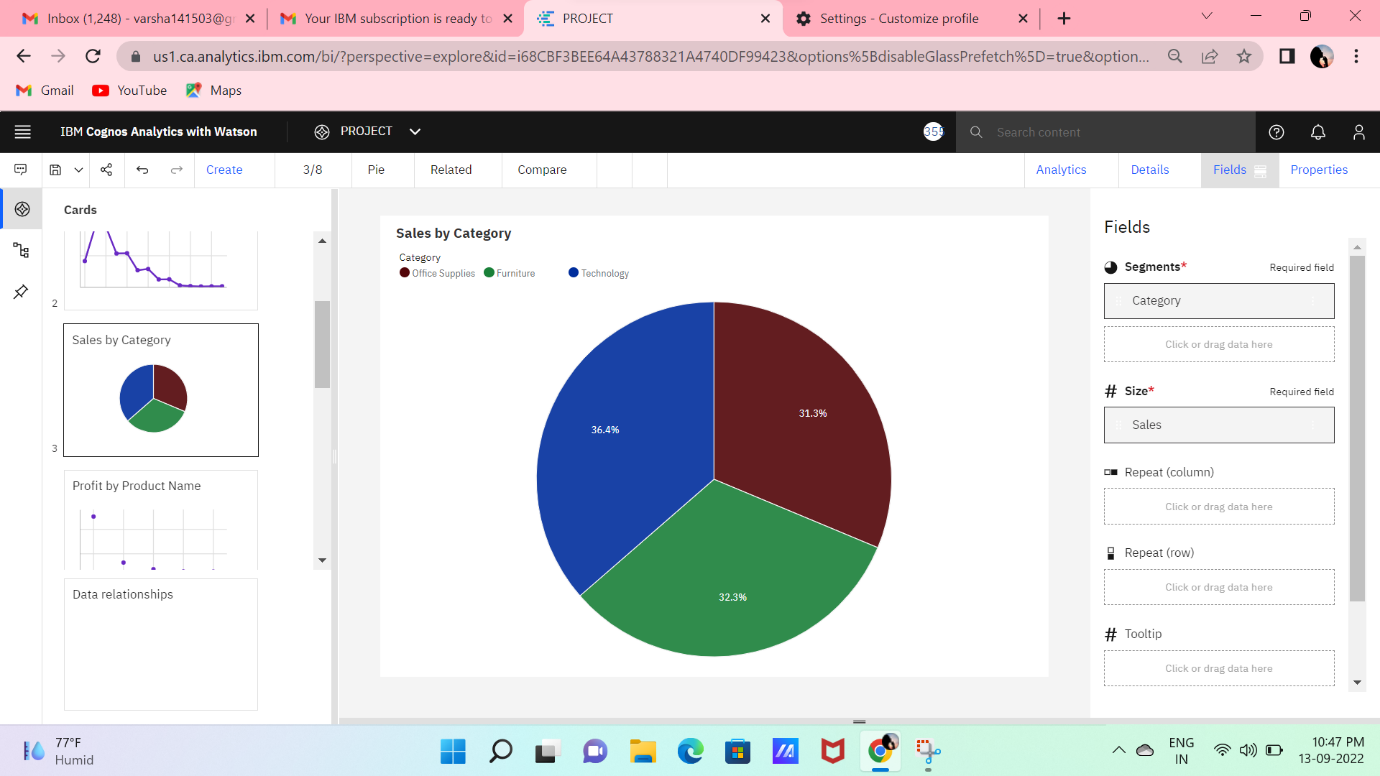 Inbox (1,248) - varsha141503@g
Your IBM subscription is ready to
PROJECT
Settings - Customize profile
us1.ca.analytics.ibm.com/bi/?perspective=explore&id=i68CBF3BEE64A43788321A4740DF99423&options%5BdisableGlassPrefetch%5D=true&option...
Gmail
YouTube
Maps
IBM Cognos Analytics with Watson
PROJECT
355
Search content
Create
3/8
Pie
Related
Compare
Analytics
Details
Fields
Properties
Cards
2
Sales by Category
3
Profit by Product Name
Data relationships
Sales by Category
Category
Office Supplies
Furniture
Technology
31.3%
36.4%
32.3%
Fields
Segments*
Required field
Category
Click or drag data here
# Size*
Required field
Sales
Repeat (column)
Click or drag data here
Repeat (row)
Click or drag data here
# Tooltip
Click or drag data here
77°F
Humid
ENG
IN
10:47 PM
13-09-2022